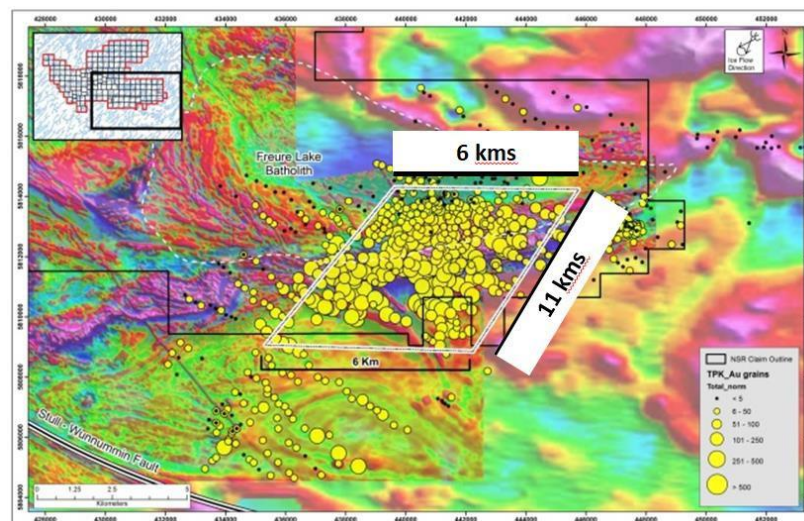 426000 430000 432000 434000 436000 440000 442000 444000 446000 448000 450000 452000
Ice Flow
Direction
Freure Lake
Batholith
6 kms
11 kms
6 Km
Stull - Wunnummin Fault
0 1.25 2.5 5
Kilometers
NSR Claim Outline
TPK_Au grains
Total_norm
< 5
6 - 50
51 - 100
101 - 250
251 - 500
> 500
5816000
5814000
5812000
5810000
5808000
5806000
5804000